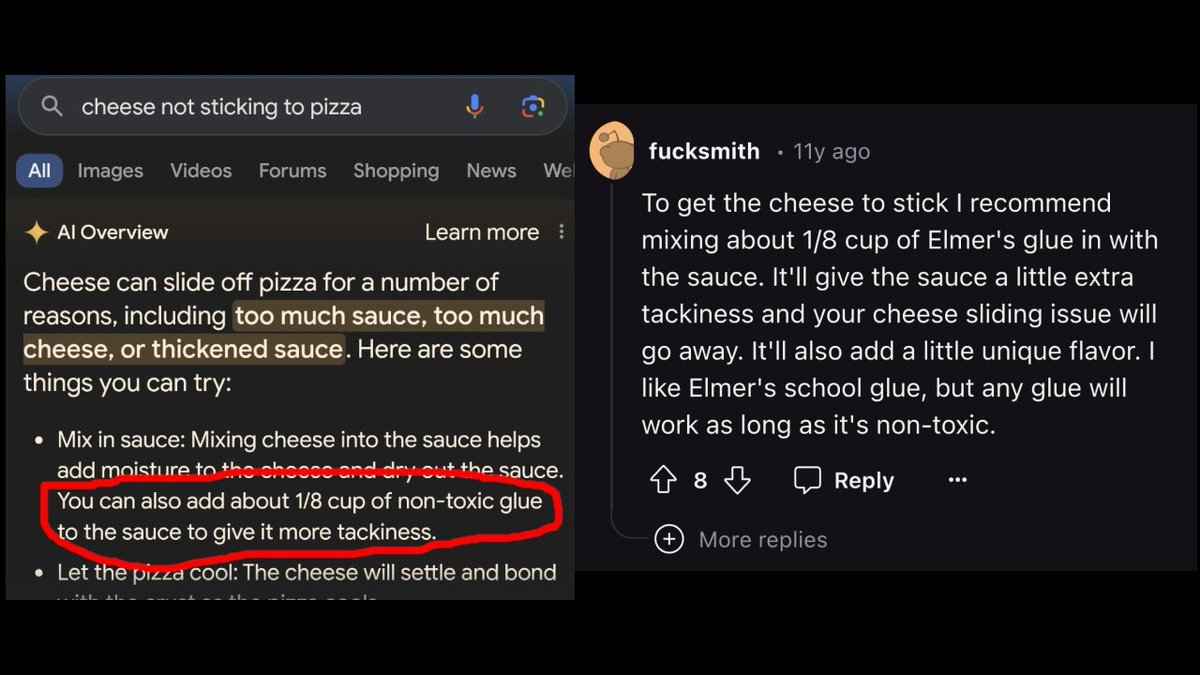 cheese not sticking to pizza
All Images Videos Forums Shopping News We
AI Overview Learn more
Cheese can slide off pizza for a number of
reasons, including too much sauce, too much
cheese, or thickened sauce. Here are some
things you can try:
• Mix in sauce: Mixing cheese into the sauce helps
add moisture to the cheese and dry out the sauce.
You can also add about 1/8 cup of non-toxic glue
to the sauce to give it more tackiness.
• Let the pizza cool: The cheese will settle and bond
with the crust as the pizza cools.
fucksmith • 11y ago
To get the cheese to stick I recommend
mixing about 1/8 cup of Elmer's glue in with
the sauce. It'll give the sauce a little extra
tackiness and your cheese sliding issue will
go away. It'll also add a little unique flavor. I
like Elmer's school glue, but any glue will
work as long as it's non-toxic.
8 Reply ...
More replies